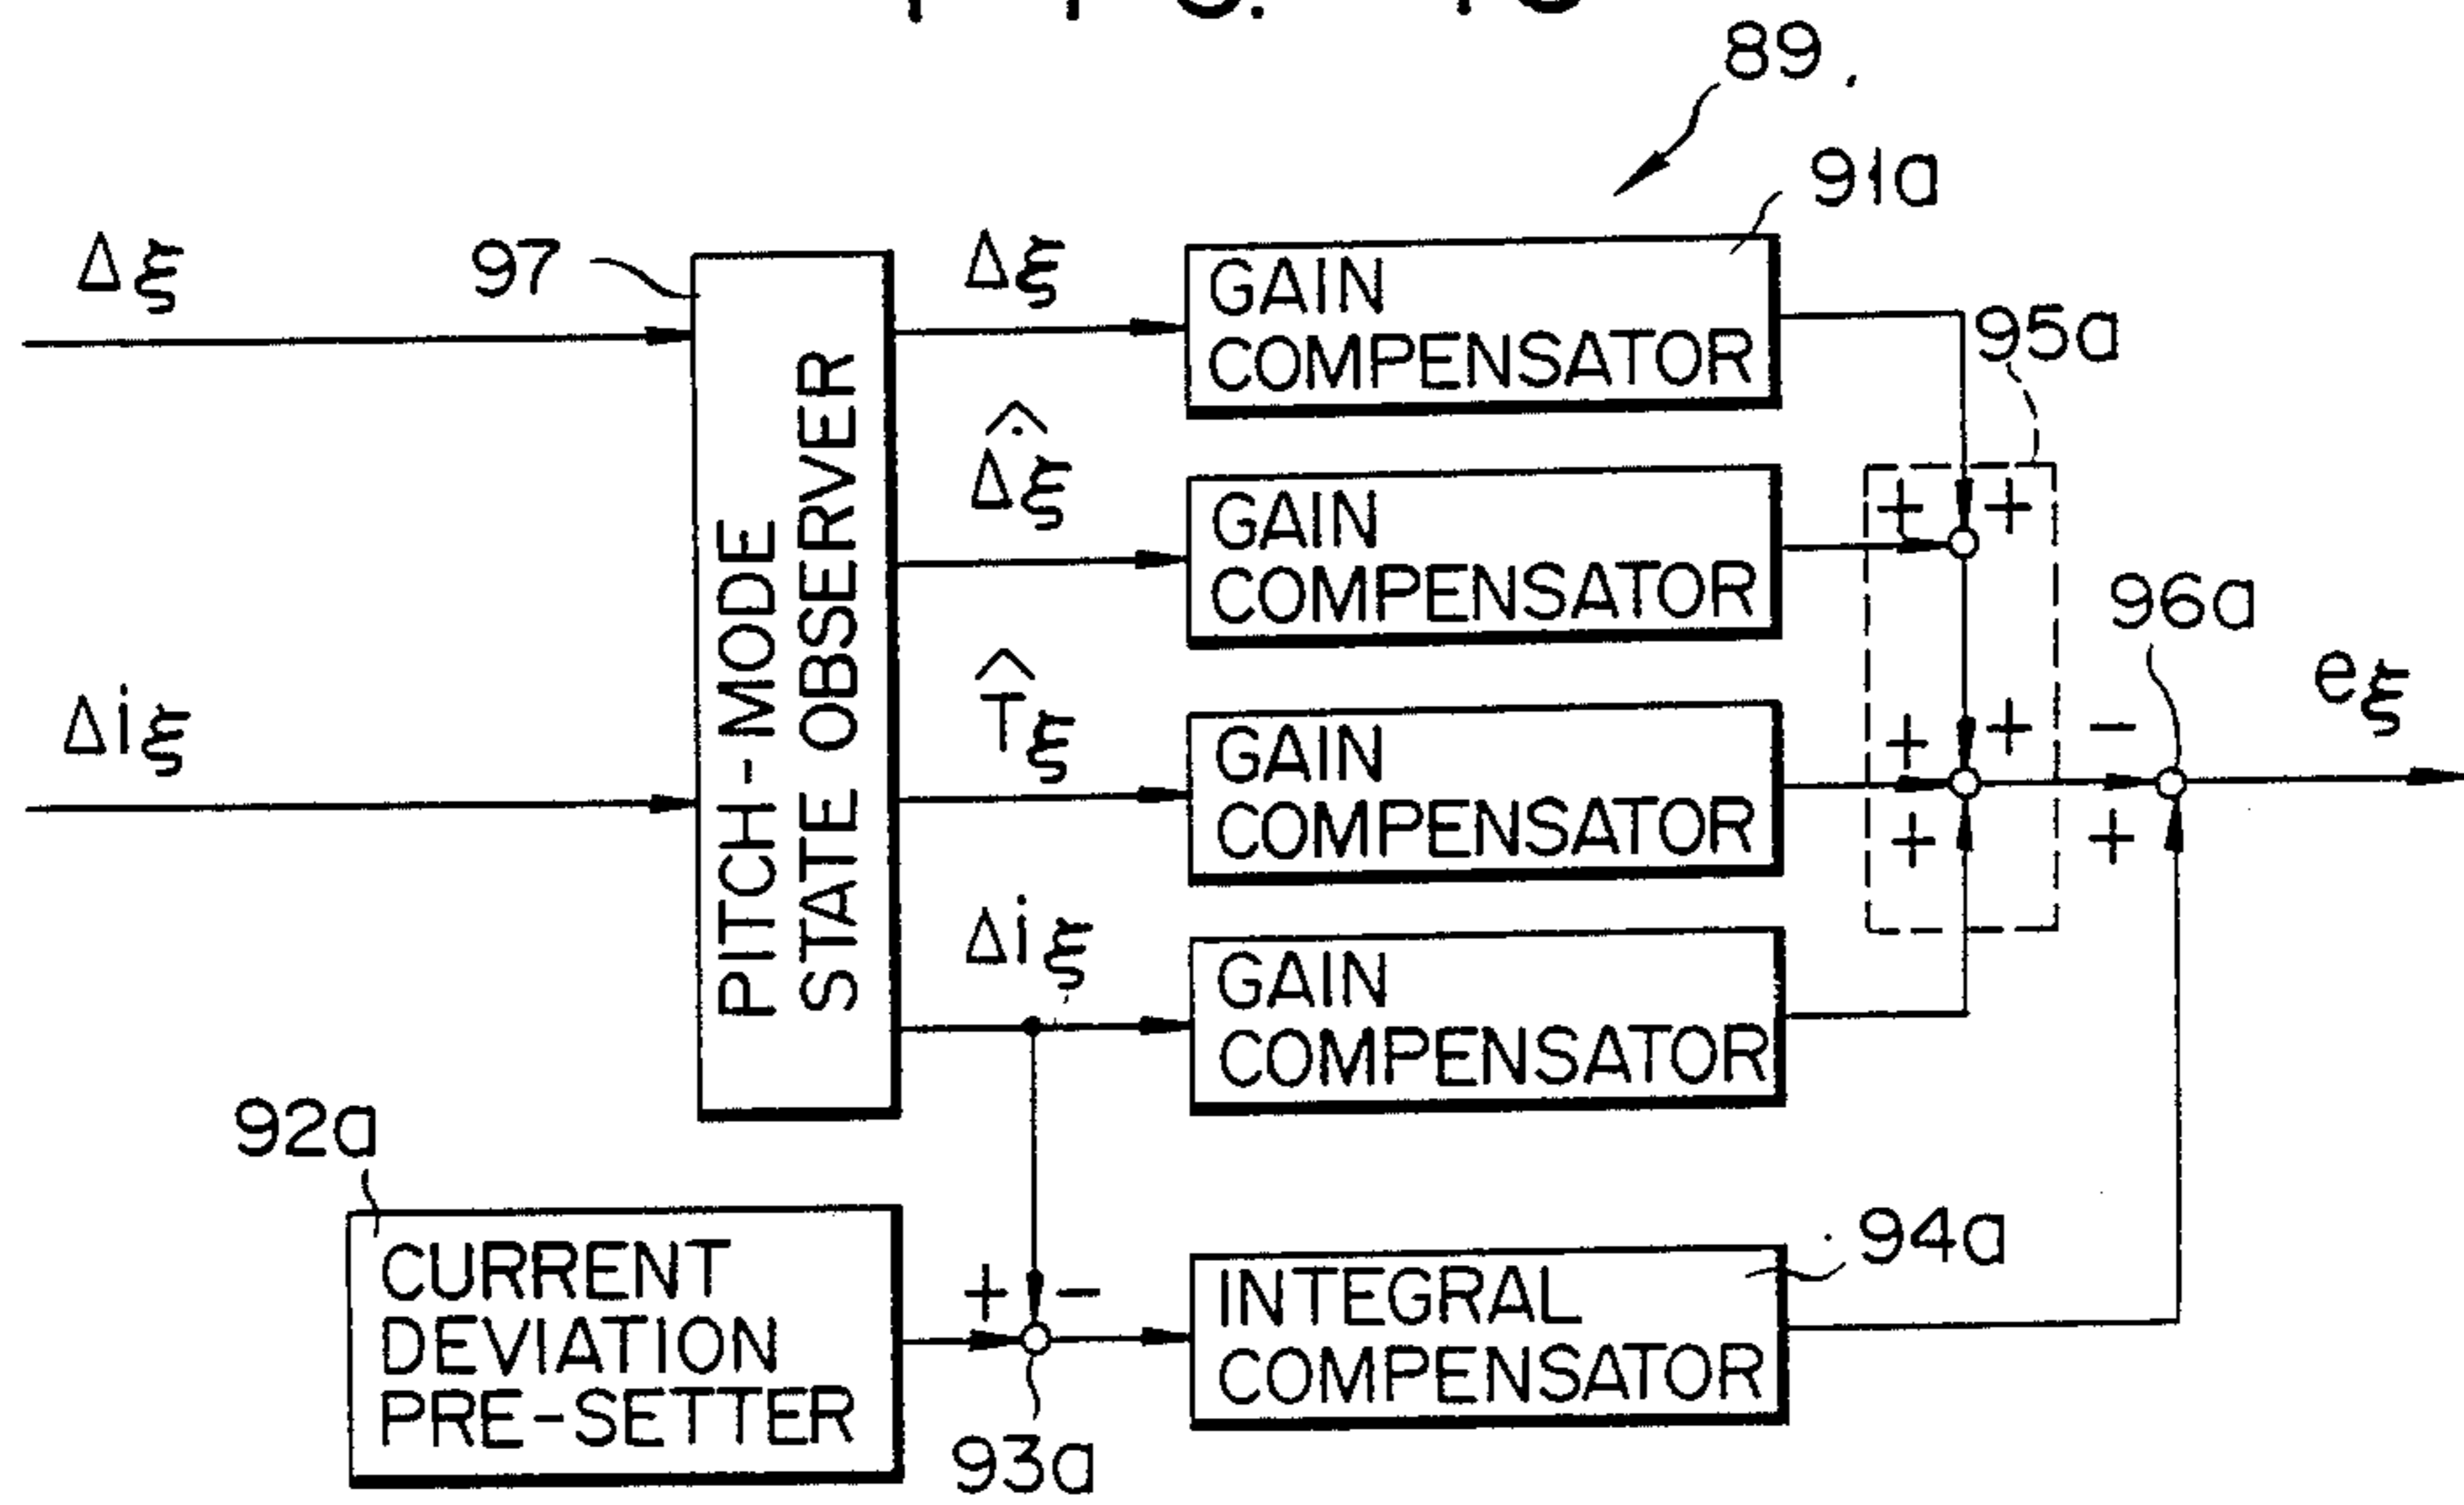 89
91a
Δξ
97
Δξ
GAIN
COMPENSATOR
95a
Δ̇̂ξ
GAIN
COMPENSATOR
96a
PITCH-MODE
STATE OBSERVER
Δiξ
T̂ξ
GAIN
COMPENSATOR
eξ
Δiξ
GAIN
COMPENSATOR
+ +
+ + -
+ +
92a
CURRENT
DEVIATION
PRE-SETTER
+ -
93a
INTEGRAL
COMPENSATOR
94a